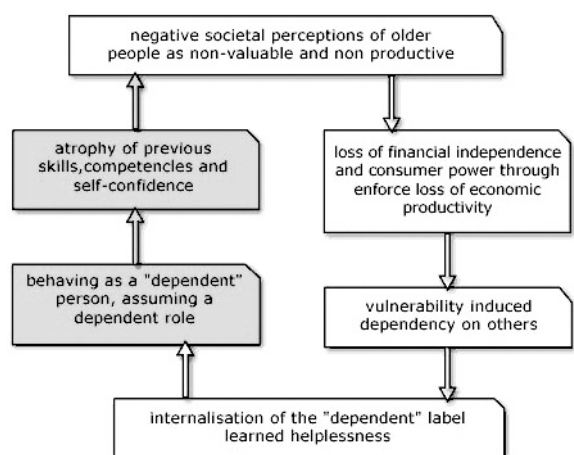 negative societal perceptions of older
people as non-valuable and non productive
atrophy of previous
skills,competencles and
self-confidence
loss of financial independence
and consumer power through
enforce loss of economic
productivity
behaving as a "dependent"
person, assuming a
dependent role
vulnerability induced
dependency on others
internalisation of the "dependent" label
learned helplessness